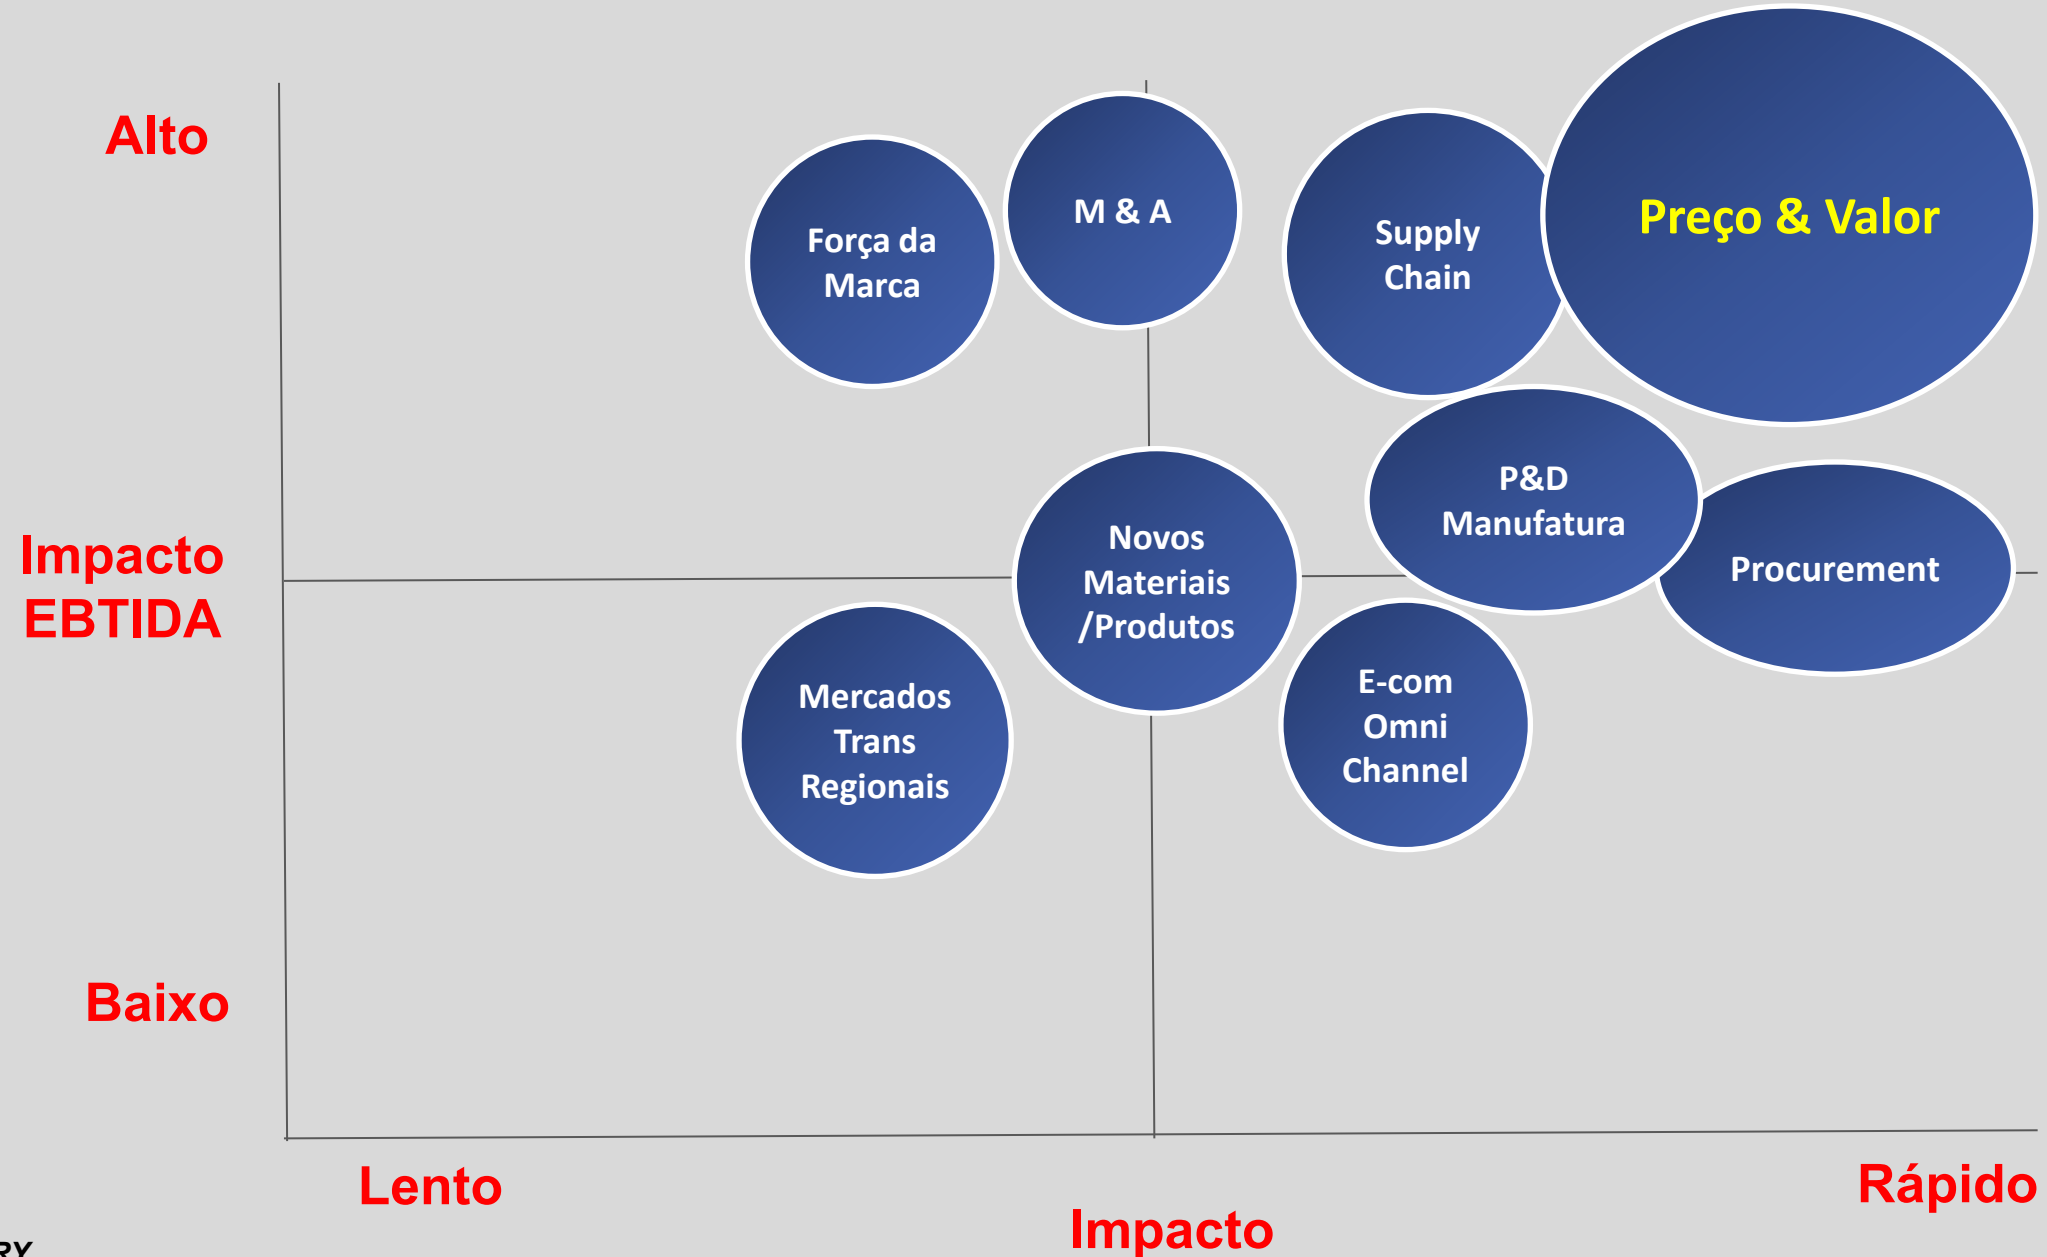 Alto
M & A
Preço & Valor
Força da
Marca
Supply
Chain
P&D
Manufatura
Impacto
EBTIDA
Novos
Materiais
/Produtos
Procurement
Mercados
Trans
Regionais
E-com
Omni
Channel
Baixo
Lento
Rápido
Impacto